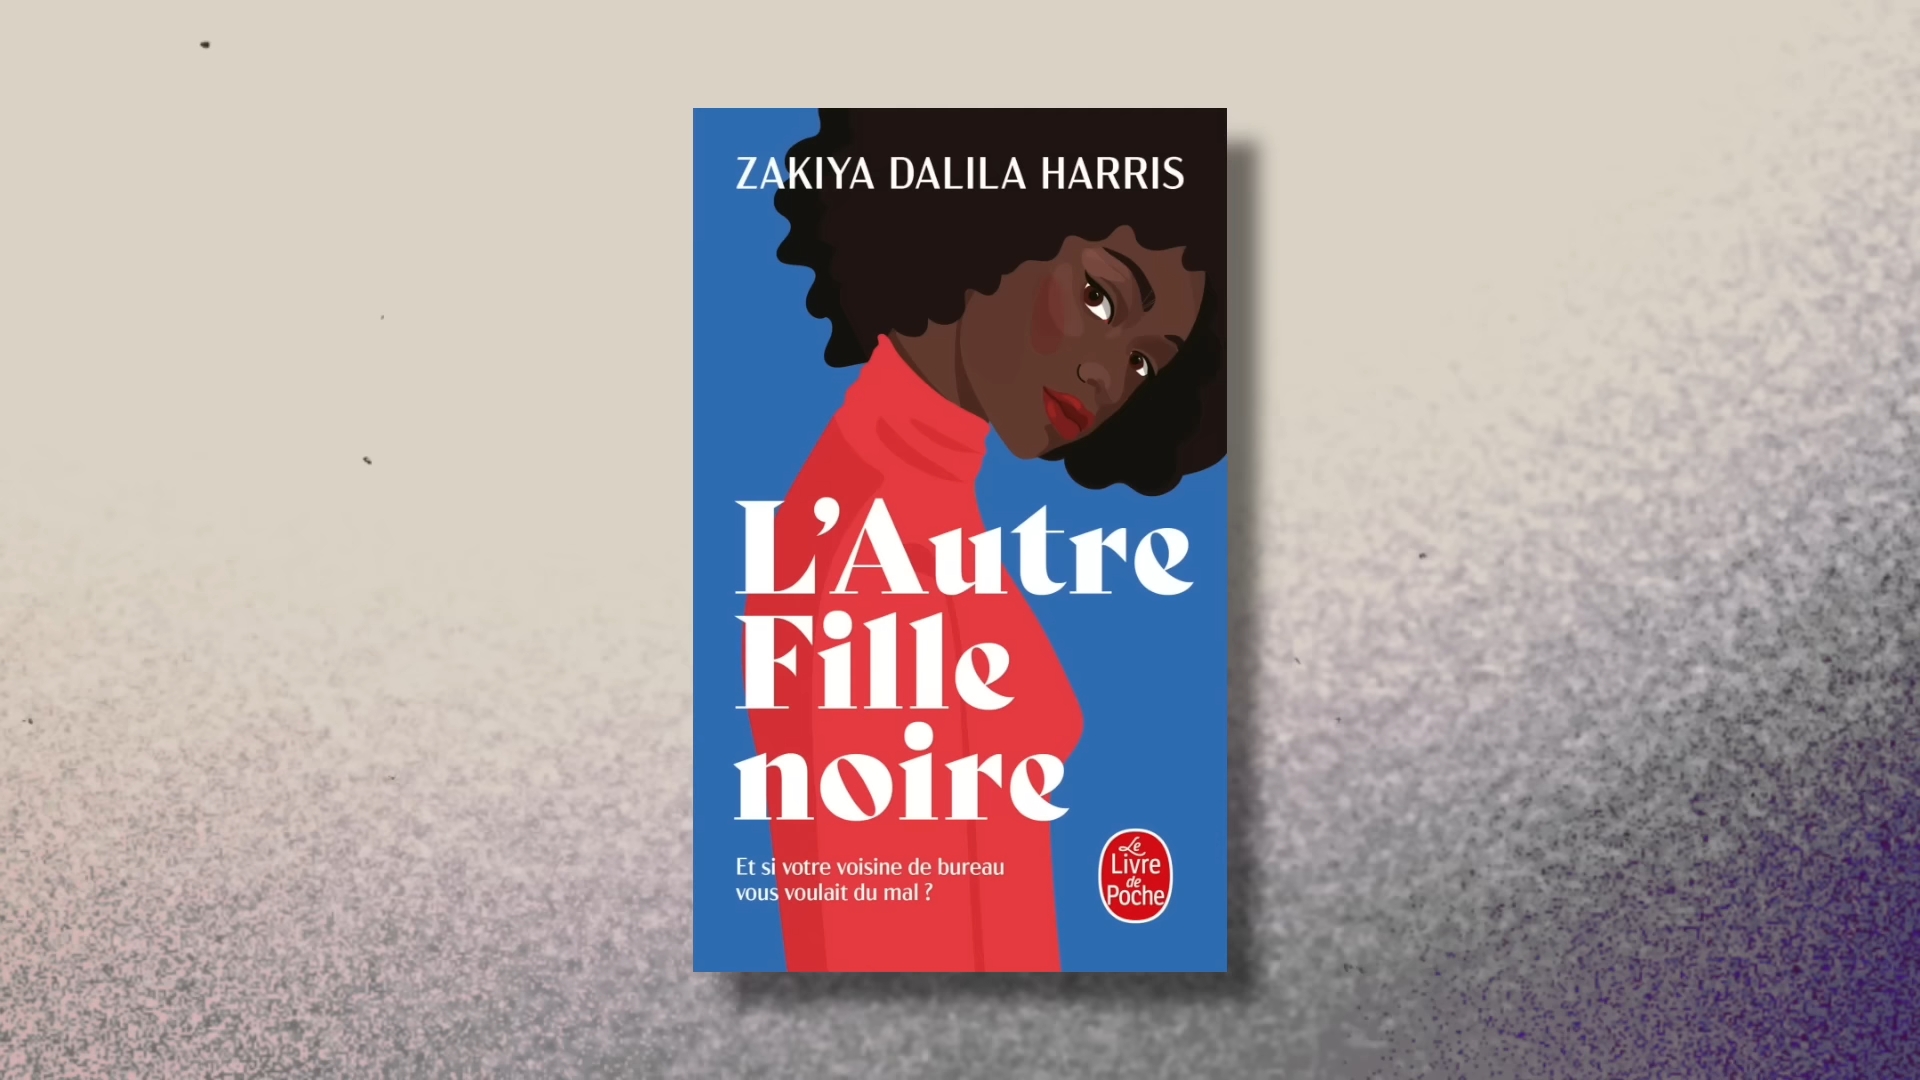 ZAKIYA DALILA HARRIS
L'Autre
Fille
noire
Et si votre voisine de bureau
vous voulait du mal ?
Le
Livre
de
Poche